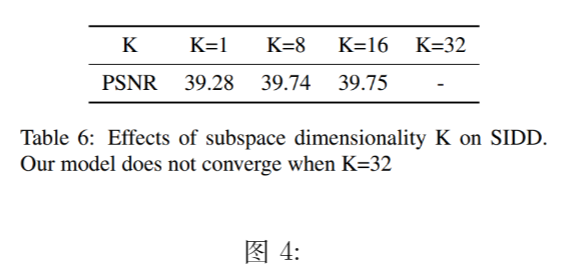 K K=1 K=8 K=16 K=32
PSNR 39.28 39.74 39.75 -
Table 6: Effects of subspace dimensionality K on SIDD.
Our model does not converge when K=32
图 4: